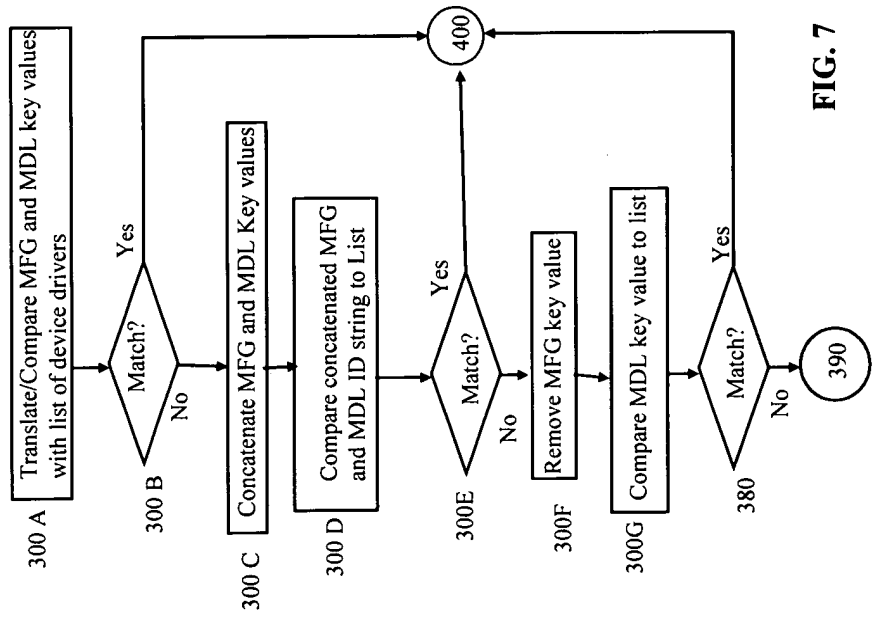 300 A
Translate/Compare MFG and MDL key values
with list of device drivers
300 B
Match?
Yes
No
300 C
Concatenate MFG and MDL Key values
300 D
Compare concatenated MFG
and MDL ID string to List
300E
Match?
Yes
No
400
300F
Remove MFG key value
300G
Compare MDL key value to list
380
Match?
Yes
No
390
FIG. 7